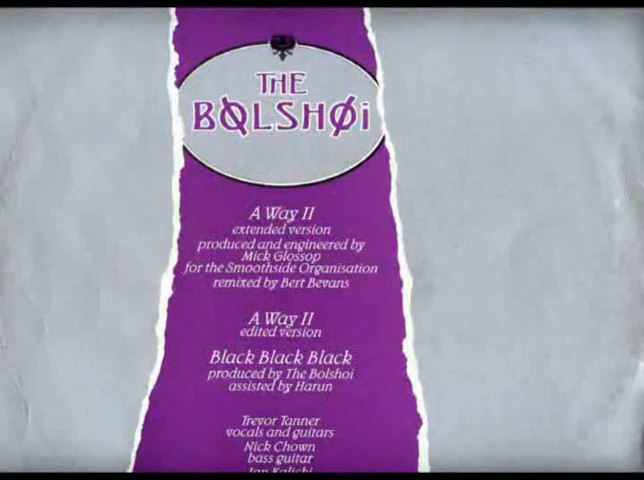 THE
BØLSHØi
A Way II
extended version
produced and engineered by
Mick Glossop
for the Smoothside Organisation
remixed by Bert Bevans
A Way II
edited version
Black Black Black
produced by The Bolshoi
assisted by Harun
Trevor Tanner
vocals and guitars
Nick Chown
bass guitar
Jan Kalicki